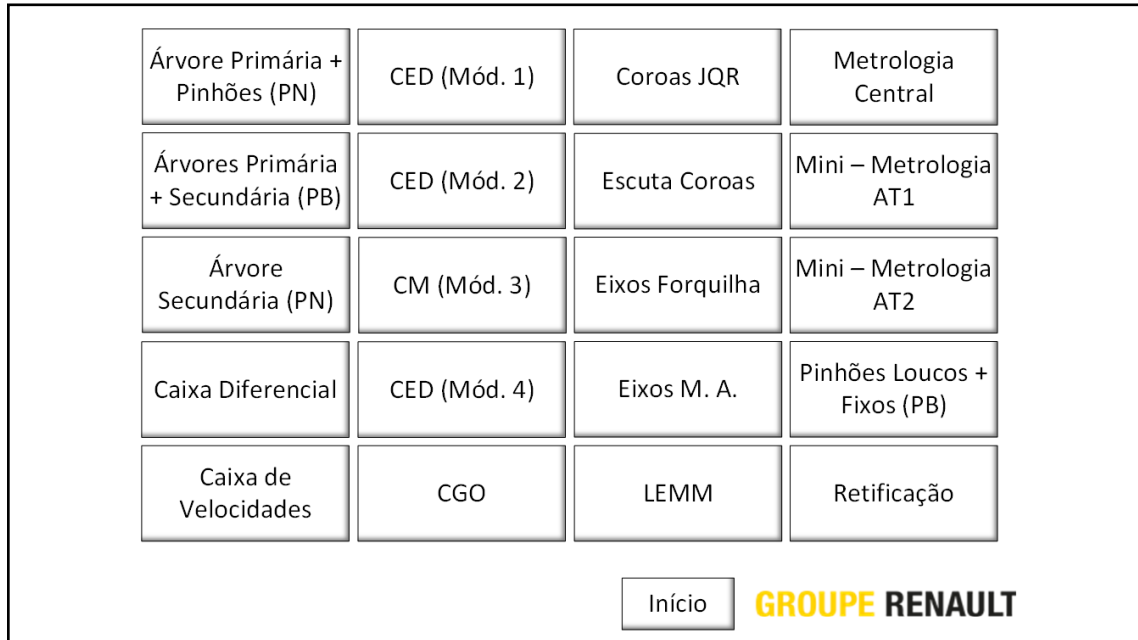 Árvore Primária +
Pinhões (PN)
CED (Mód. 1)
Coroas JQR
Metrologia
Central
Árvores Primária
+ Secundária (PB)
CED (Mód. 2)
Escuta Coroas
Mini – Metrologia
AT1
Árvore
Secundária (PN)
CM (Mód. 3)
Eixos Forquilha
Mini – Metrologia
AT2
Caixa Diferencial
CED (Mód. 4)
Eixos M. A.
Pinhões Loucos +
Fixos (PB)
Caixa de
Velocidades
CGO
LEMM
Retificação
Início
GROUPE RENAULT